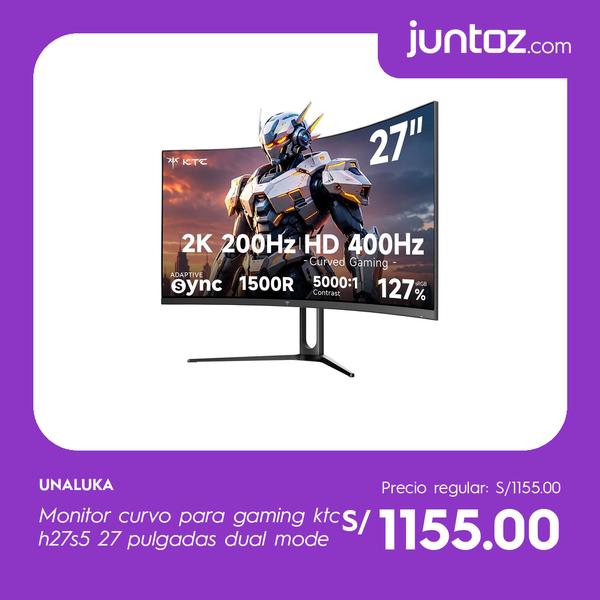 juntoz.com
KTC
27"
2K 200Hz HD 400Hz
- Curved Gaming -
ADAPTIVE
Sync
1500R
5000:1
Contrast
127%
sRGB
UNALUKA
Monitor curvo para gaming ktc
h27s5 27 pulgadas dual mode
Precio regular: S/1155.00
S/ 1155.00